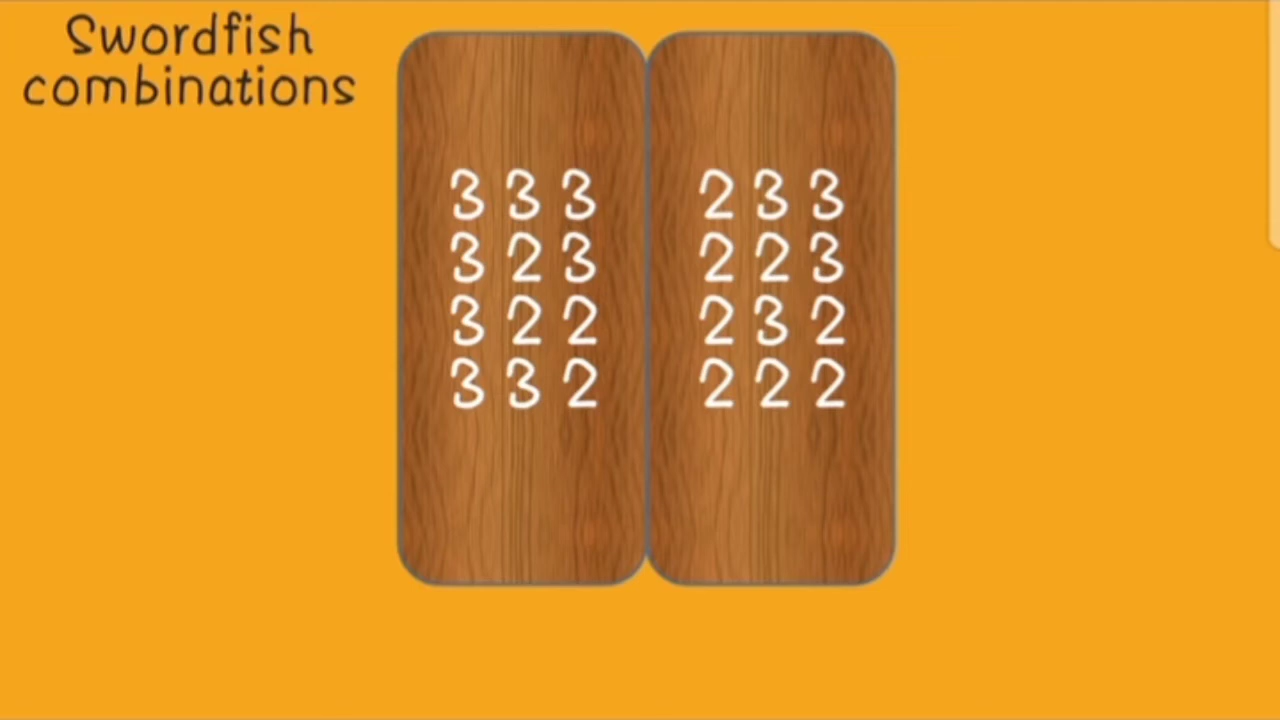 Swordfish
combinations
3 3 3
3 2 3
3 2 2
3 3 2
2 3 3
2 2 3
2 3 2
2 2 2